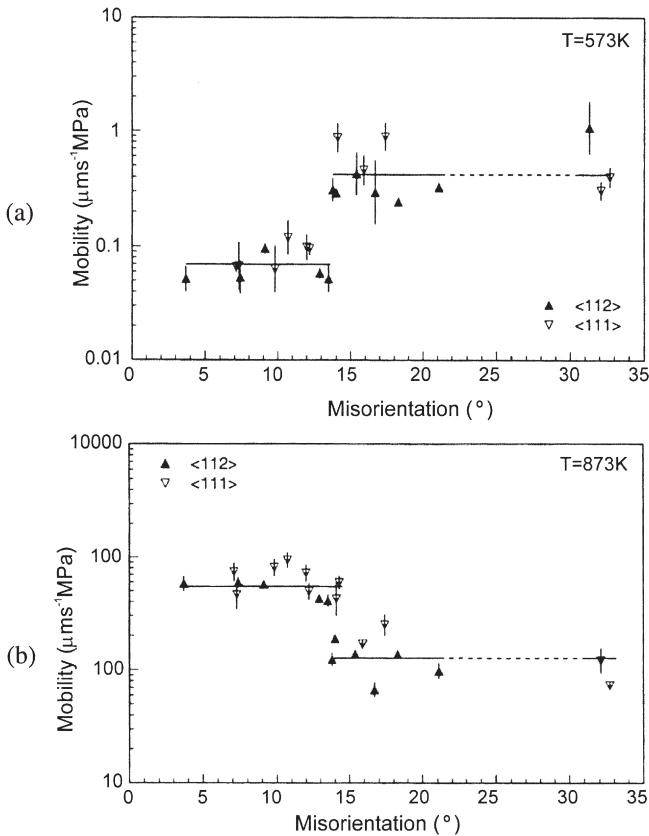 (a)
Mobility (μms⁻¹MPa)
10
1
0.1
0.01
T=573K
▲ <112>
▽ <111>
0 5 10 15 20 25 30 35
Misorientation (°)
(b)
Mobility (μms⁻¹MPa)
10000
100
100
10
▲ <112>
▽ <111>
T=873K
0 5 10 15 20 25 30 35
Misorientation (°)